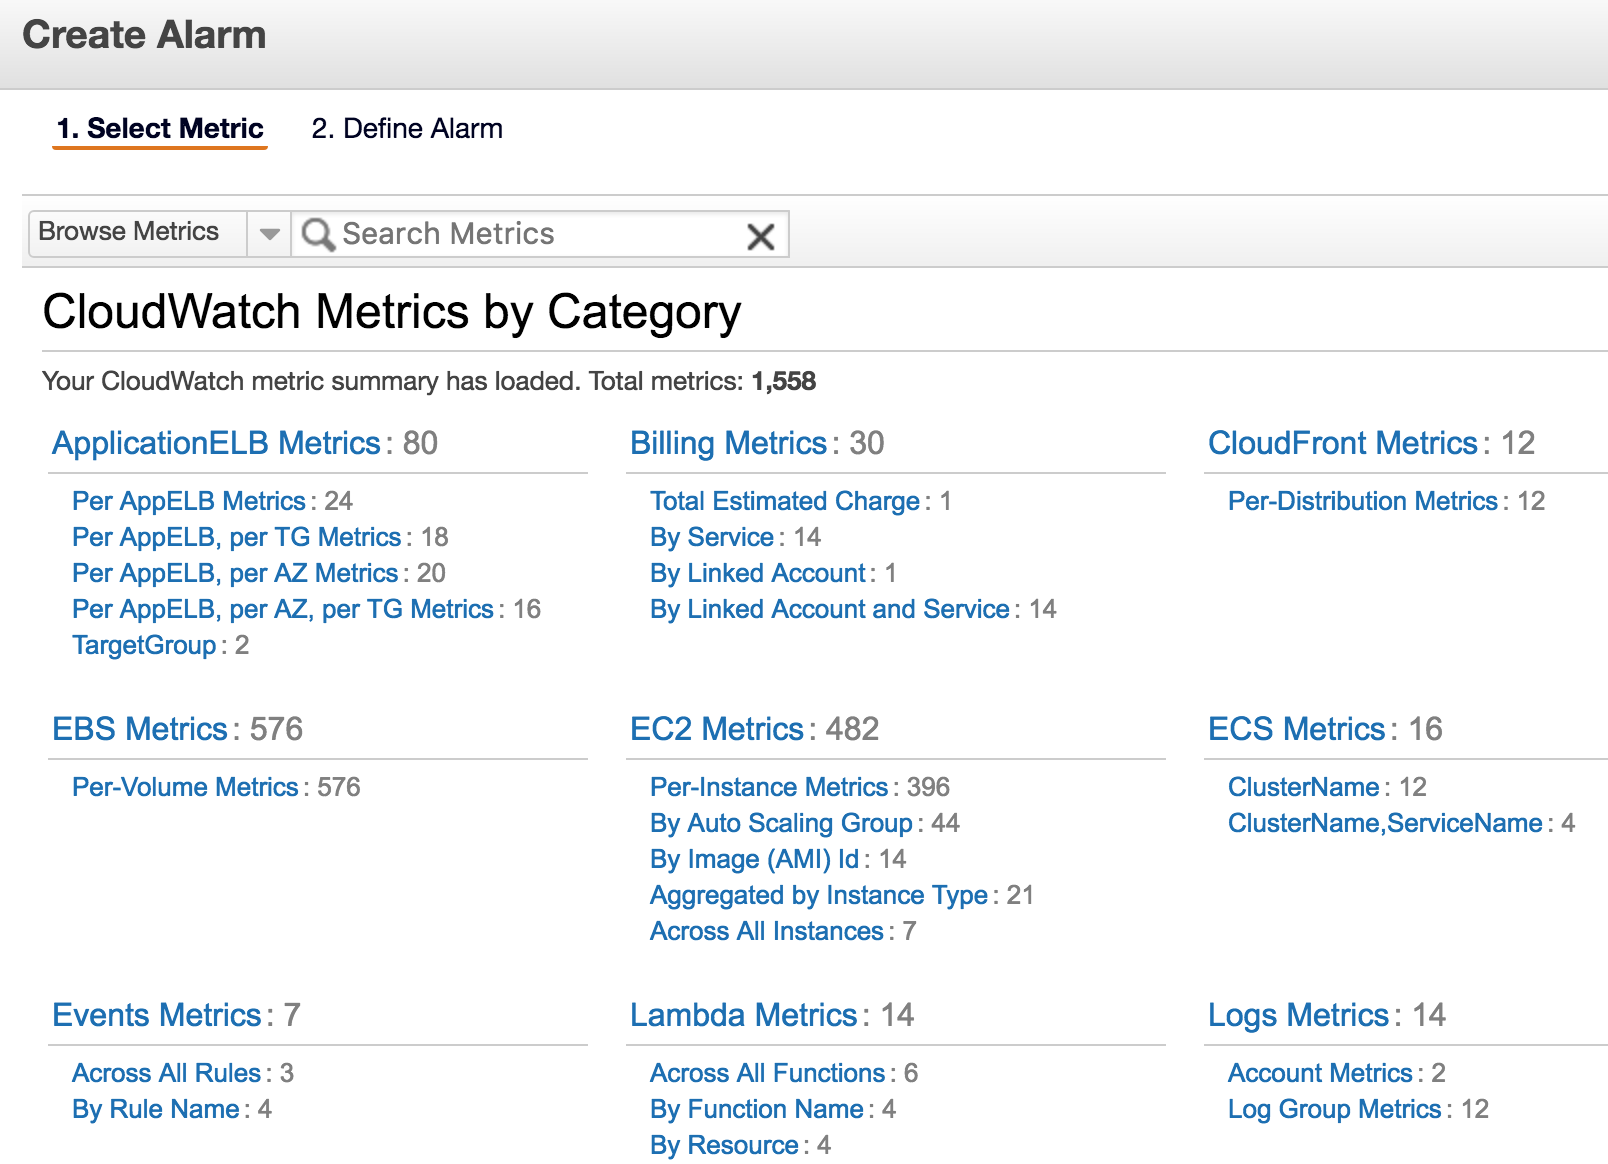 Create Alarm
1. Select Metric 2. Define Alarm
Browse Metrics Search Metrics
CloudWatch Metrics by Category
Your CloudWatch metric summary has loaded. Total metrics: 1,558
ApplicationELB Metrics : 80
Per AppELB Metrics : 24
Per AppELB, per TG Metrics : 18
Per AppELB, per AZ Metrics : 20
Per AppELB, per AZ, per TG Metrics : 16
TargetGroup : 2
Billing Metrics : 30
Total Estimated Charge : 1
By Service : 14
By Linked Account : 1
By Linked Account and Service : 14
CloudFront Metrics : 12
Per-Distribution Metrics : 12
EBS Metrics : 576
Per-Volume Metrics : 576
EC2 Metrics : 482
Per-Instance Metrics : 396
By Auto Scaling Group : 44
By Image (AMI) Id : 14
Aggregated by Instance Type : 21
Across All Instances : 7
ECS Metrics : 16
ClusterName : 12
ClusterName,ServiceName : 4
Events Metrics : 7
Across All Rules : 3
By Rule Name : 4
Lambda Metrics : 14
Across All Functions : 6
By Function Name : 4
By Resource : 4
Logs Metrics : 14
Account Metrics : 2
Log Group Metrics : 12